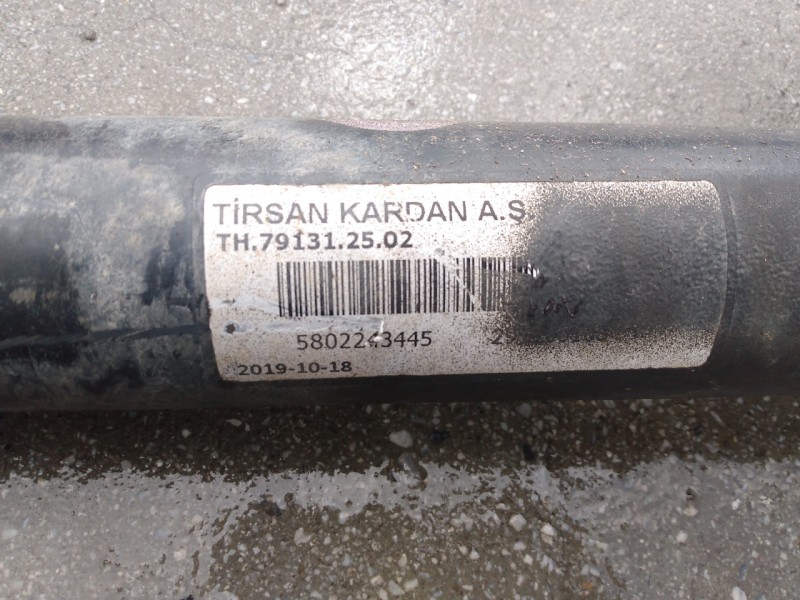 TİRSAN KARDAN A.Ş
TH.79131.25.02
5802243445
2019-10-18